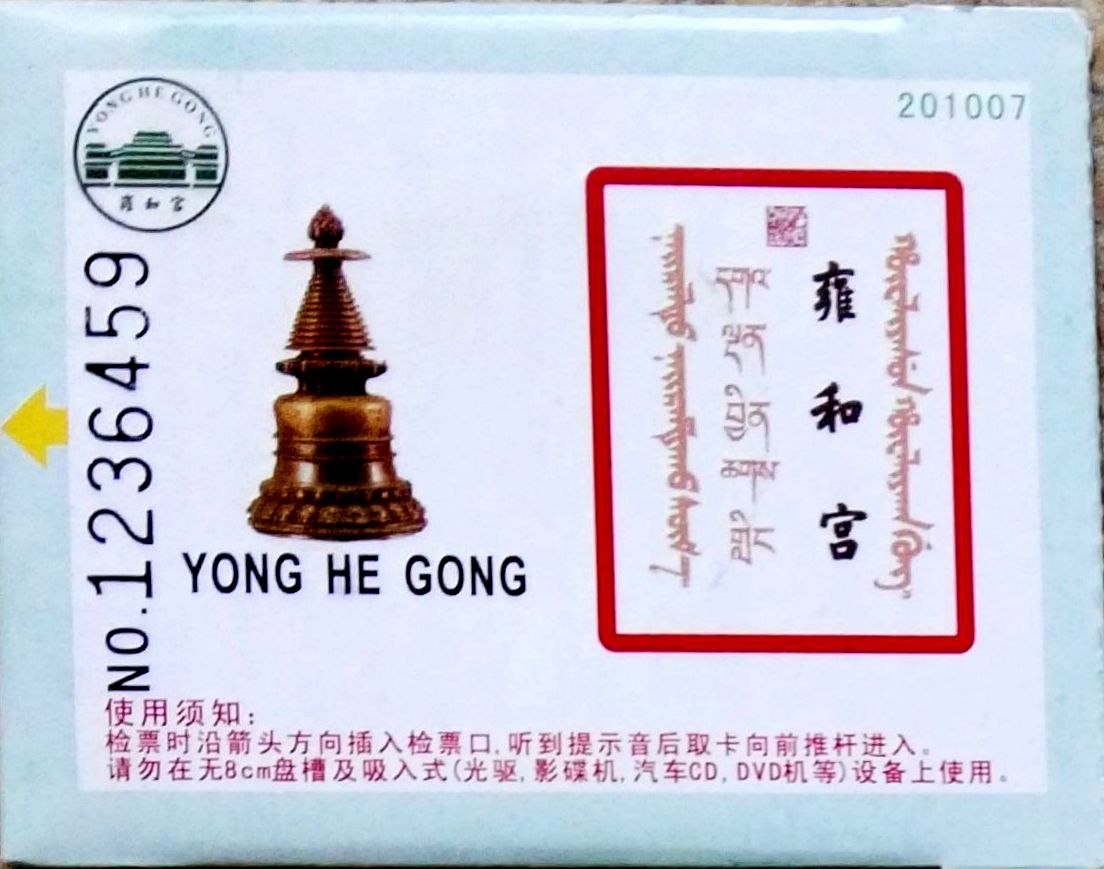 YONG HE GONG
雍和宫
201007
No.1236459
YONG HE GONG
雍和宫
使用须知:
检票时沿箭头方向插入检票口,听到提示音后取卡向前推杆进入。
请勿在无8cm盘槽及吸入式(光驱,影碟机,汽车CD,DVD机等)设备上使用。